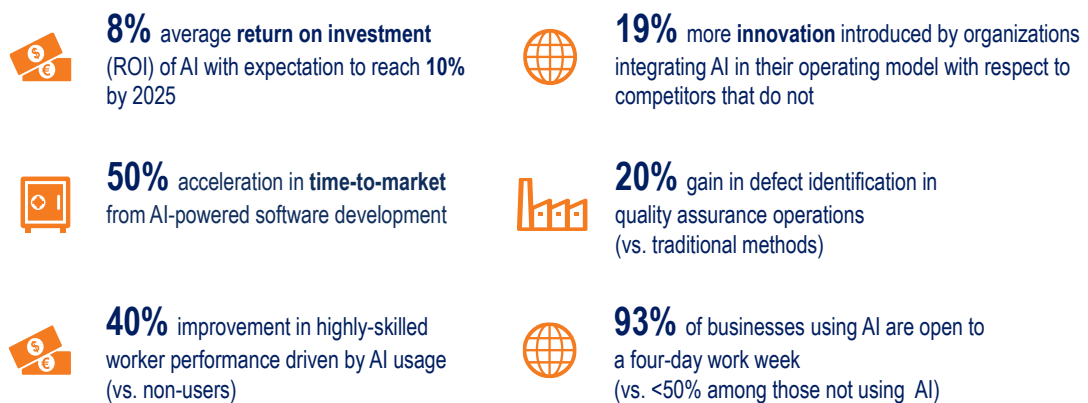 8% average return on investment
(ROI) of AI with expectation to reach 10%
by 2025
19% more innovation introduced by organizations
integrating AI in their operating model with respect to
competitors that do not
50% acceleration in time-to-market
from AI-powered software development
20% gain in defect identification in
quality assurance operations
(vs. traditional methods)
40% improvement in highly-skilled
worker performance driven by AI usage
(vs. non-users)
93% of businesses using AI are open to
a four-day work week
(vs. <50% among those not using AI)